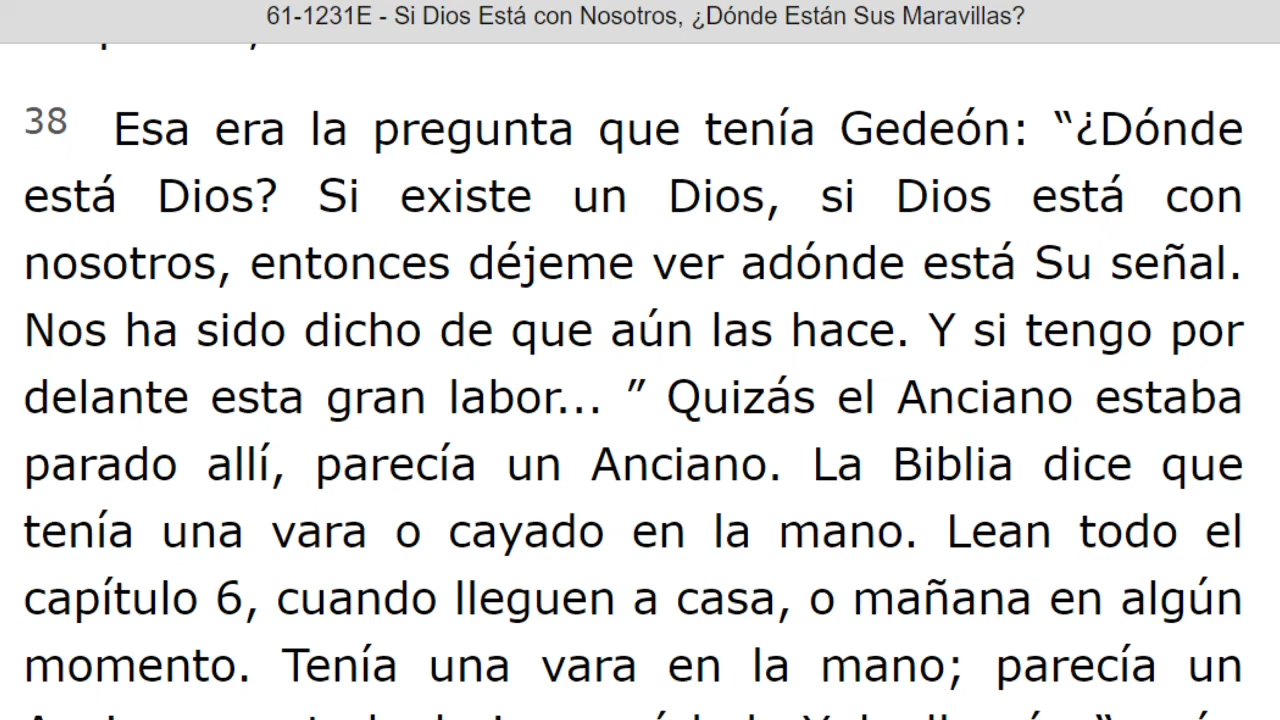 61-1231E - Si Dios Está con Nosotros, ¿Dónde Están Sus Maravillas?
38 Esa era la pregunta que tenía Gedeón: “¿Dónde
está Dios? Si existe un Dios, si Dios está con
nosotros, entonces déjeme ver adónde está Su señal.
Nos ha sido dicho de que aún las hace. Y si tengo por
delante esta gran labor... ” Quizás el Anciano estaba
parado allí, parecía un Anciano. La Biblia dice que
tenía una vara o cayado en la mano. Lean todo el
capítulo 6, cuando lleguen a casa, o mañana en algún
momento. Tenía una vara en la mano; parecía un